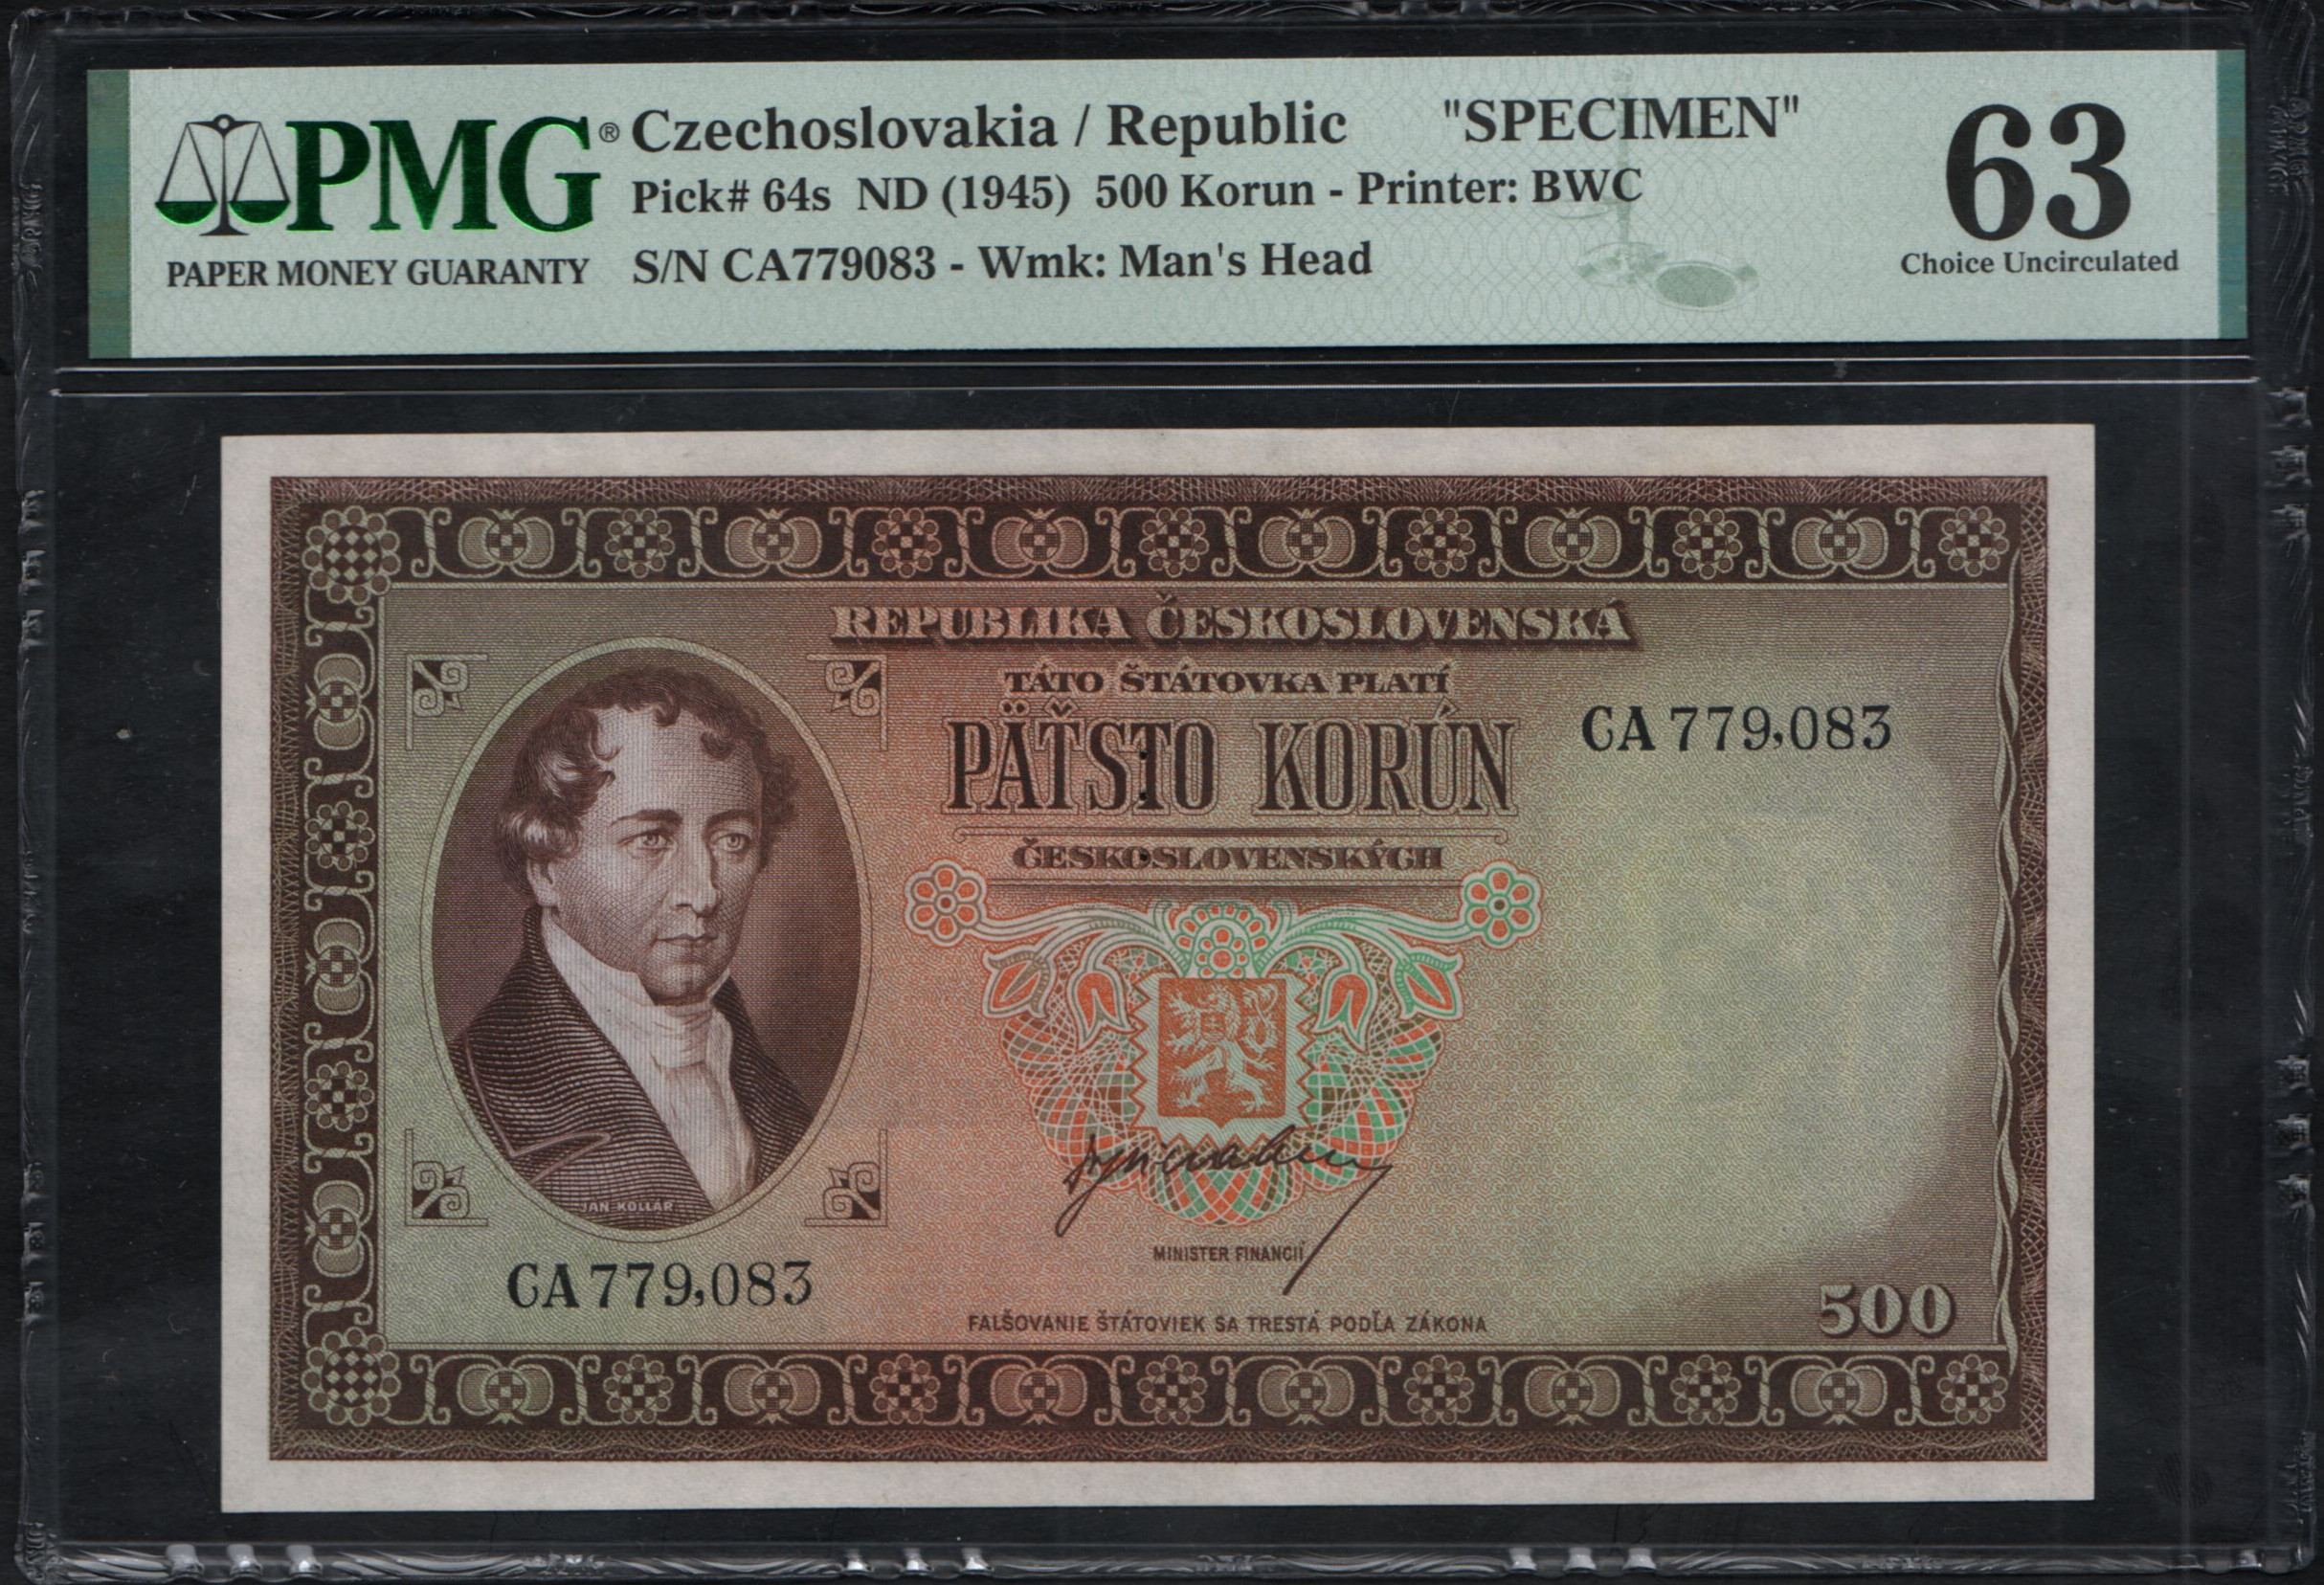 PMG®
PAPER MONEY GUARANTY
Czechoslovakia / Republic "SPECIMEN"
Pick# 64s ND (1945) 500 Korun - Printer: BWC
S/N CA779083 - Wmk: Man's Head
63
Choice Uncirculated
REPUBLIKA ČESKOSLOVENSKÁ
TÁTO ŠTÁTOVKA PLATÍ
PÄŤSTO KORÚN
ČESKOSLOVENSKÝCH
CA 779,083
JAN KOLLÁR
CA 779,083
MINISTER FINANCIÍ
FALŠOVANIE ŠTÁTOVIEK SA TRESTÁ PODĽA ZÁKONA
500